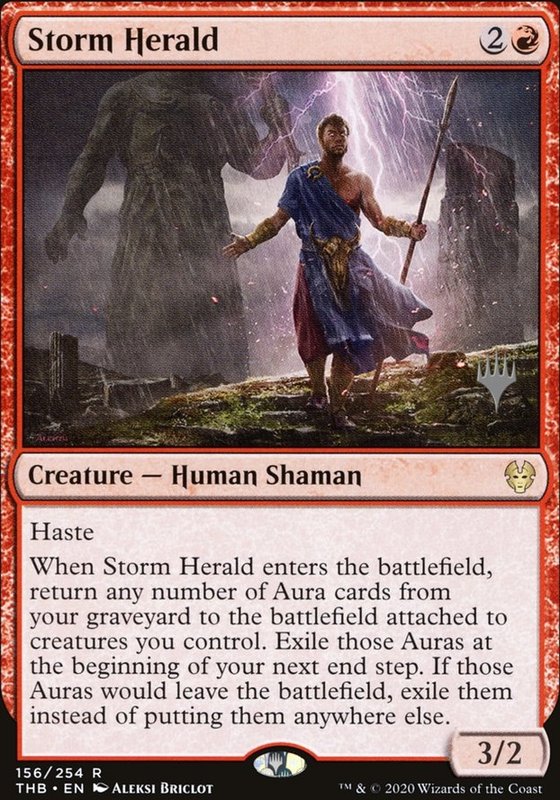 Storm Herald 2
Creature — Human Shaman
Haste
When Storm Herald enters the battlefield,
return any number of Aura cards from
your graveyard to the battlefield attached to
creatures you control. Exile those Auras at
the beginning of your next end step. If those
Auras would leave the battlefield, exile them
instead of putting them anywhere else.
3/2
156/254 R
THB • EN Aleksi Briclot
™ & © 2020 Wizards of the Coast